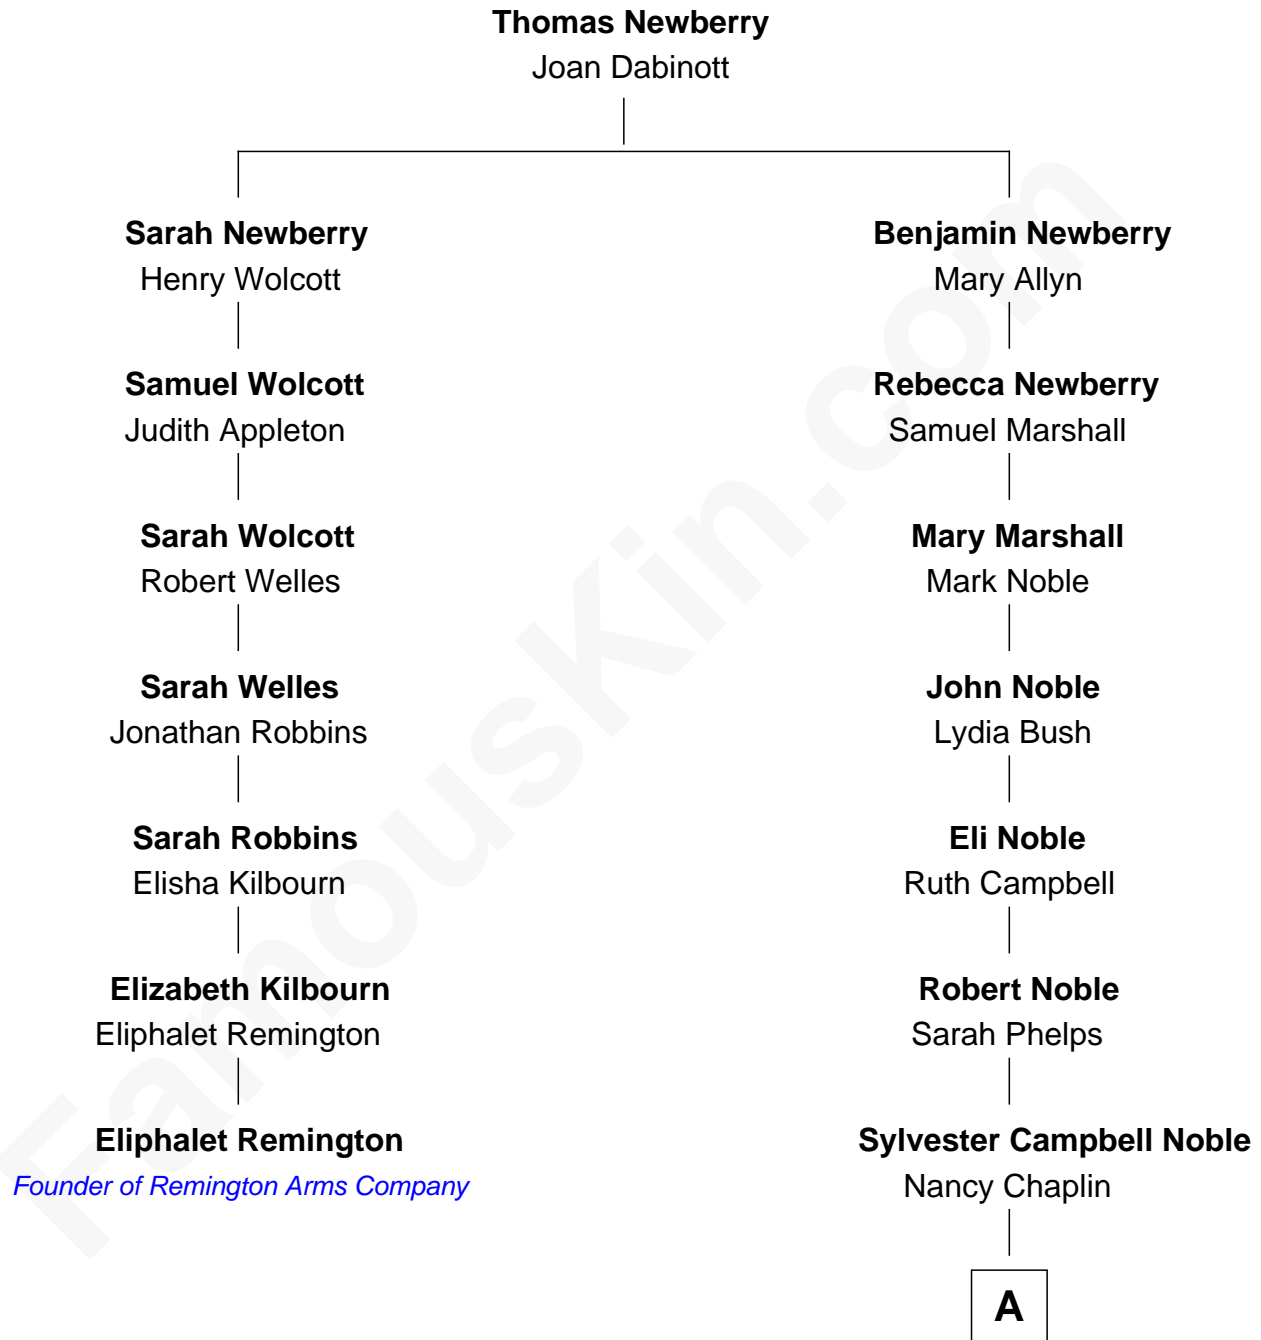 Thomas Newberry
Joan Dabinott
Sarah Newberry
Henry Wolcott
Benjamin Newberry
Mary Allyn
Samuel Wolcott
Judith Appleton
Rebecca Newberry
Samuel Marshall
Sarah Wolcott
Robert Welles
Mary Marshall
Mark Noble
Sarah Welles
Jonathan Robbins
John Noble
Lydia Bush
Sarah Robbins
Elisha Kilbourn
Eli Noble
Ruth Campbell
Elizabeth Kilbourn
Eliphalet Remington
Robert Noble
Sarah Phelps
Eliphalet Remington
Founder of Remington Arms Company
Sylvester Campbell Noble
Nancy Chaplin
A
FamousKin.com